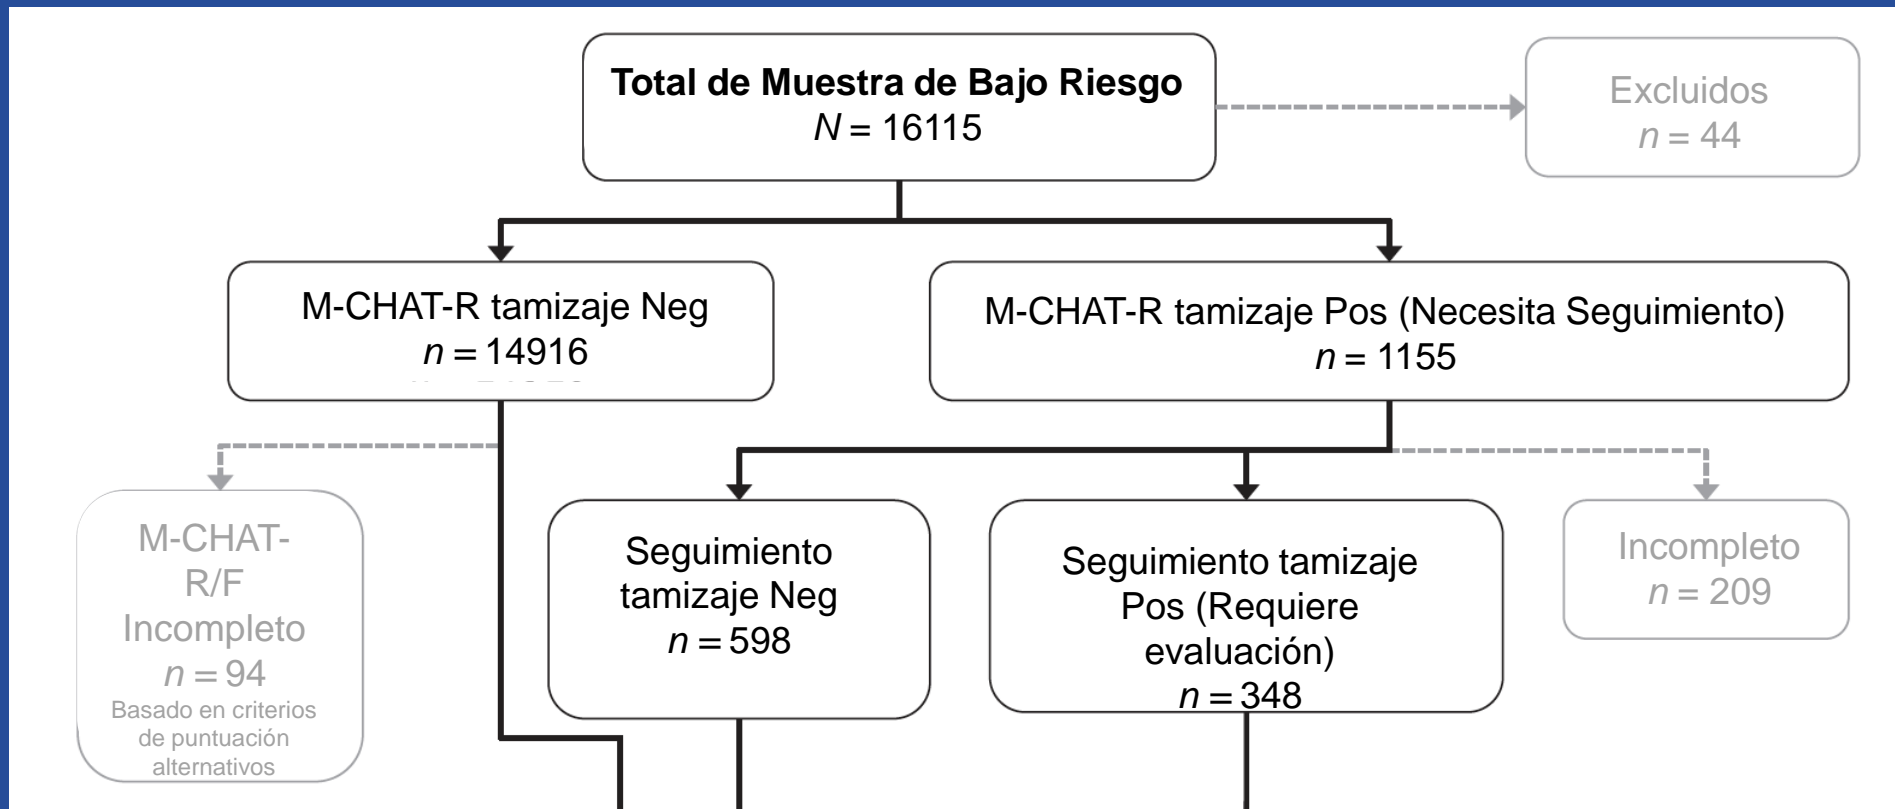 Total de Muestra de Bajo Riesgo
N = 16115
Excluidos
n = 44
M-CHAT-R tamizaje Neg
n = 14916
M-CHAT-R tamizaje Pos (Necesita Seguimiento)
n = 1155
M-CHAT-
R/F
Incompleto
n = 94
Basado en criterios
de puntuación
alternativos
Seguimiento
tamizaje Neg
n = 598
Seguimiento tamizaje
Pos (Requiere
evaluación)
n = 348
Incompleto
n = 209